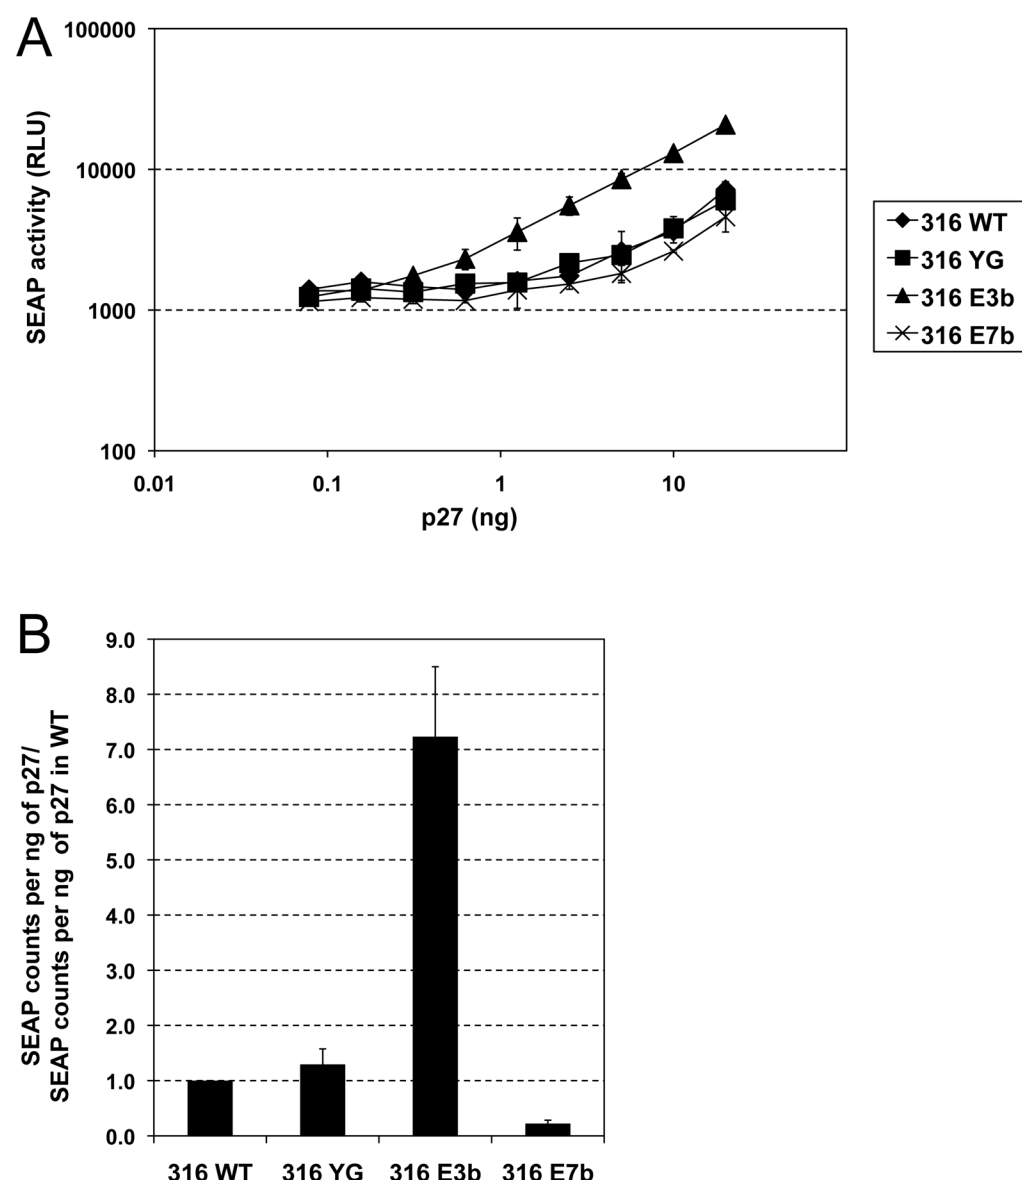 A
100000
10000
1000
100
SEAP activity (RLU)
0.01 0.1 1 10
p27 (ng)
316 WT
316 YG
316 E3b
316 E7b
B
9.0
8.0
7.0
6.0
5.0
4.0
3.0
2.0
1.0
0.0
SEAP counts per ng of p27/
SEAP counts per ng of p27 in WT
316 WT 316 YG 316 E3b 316 E7b